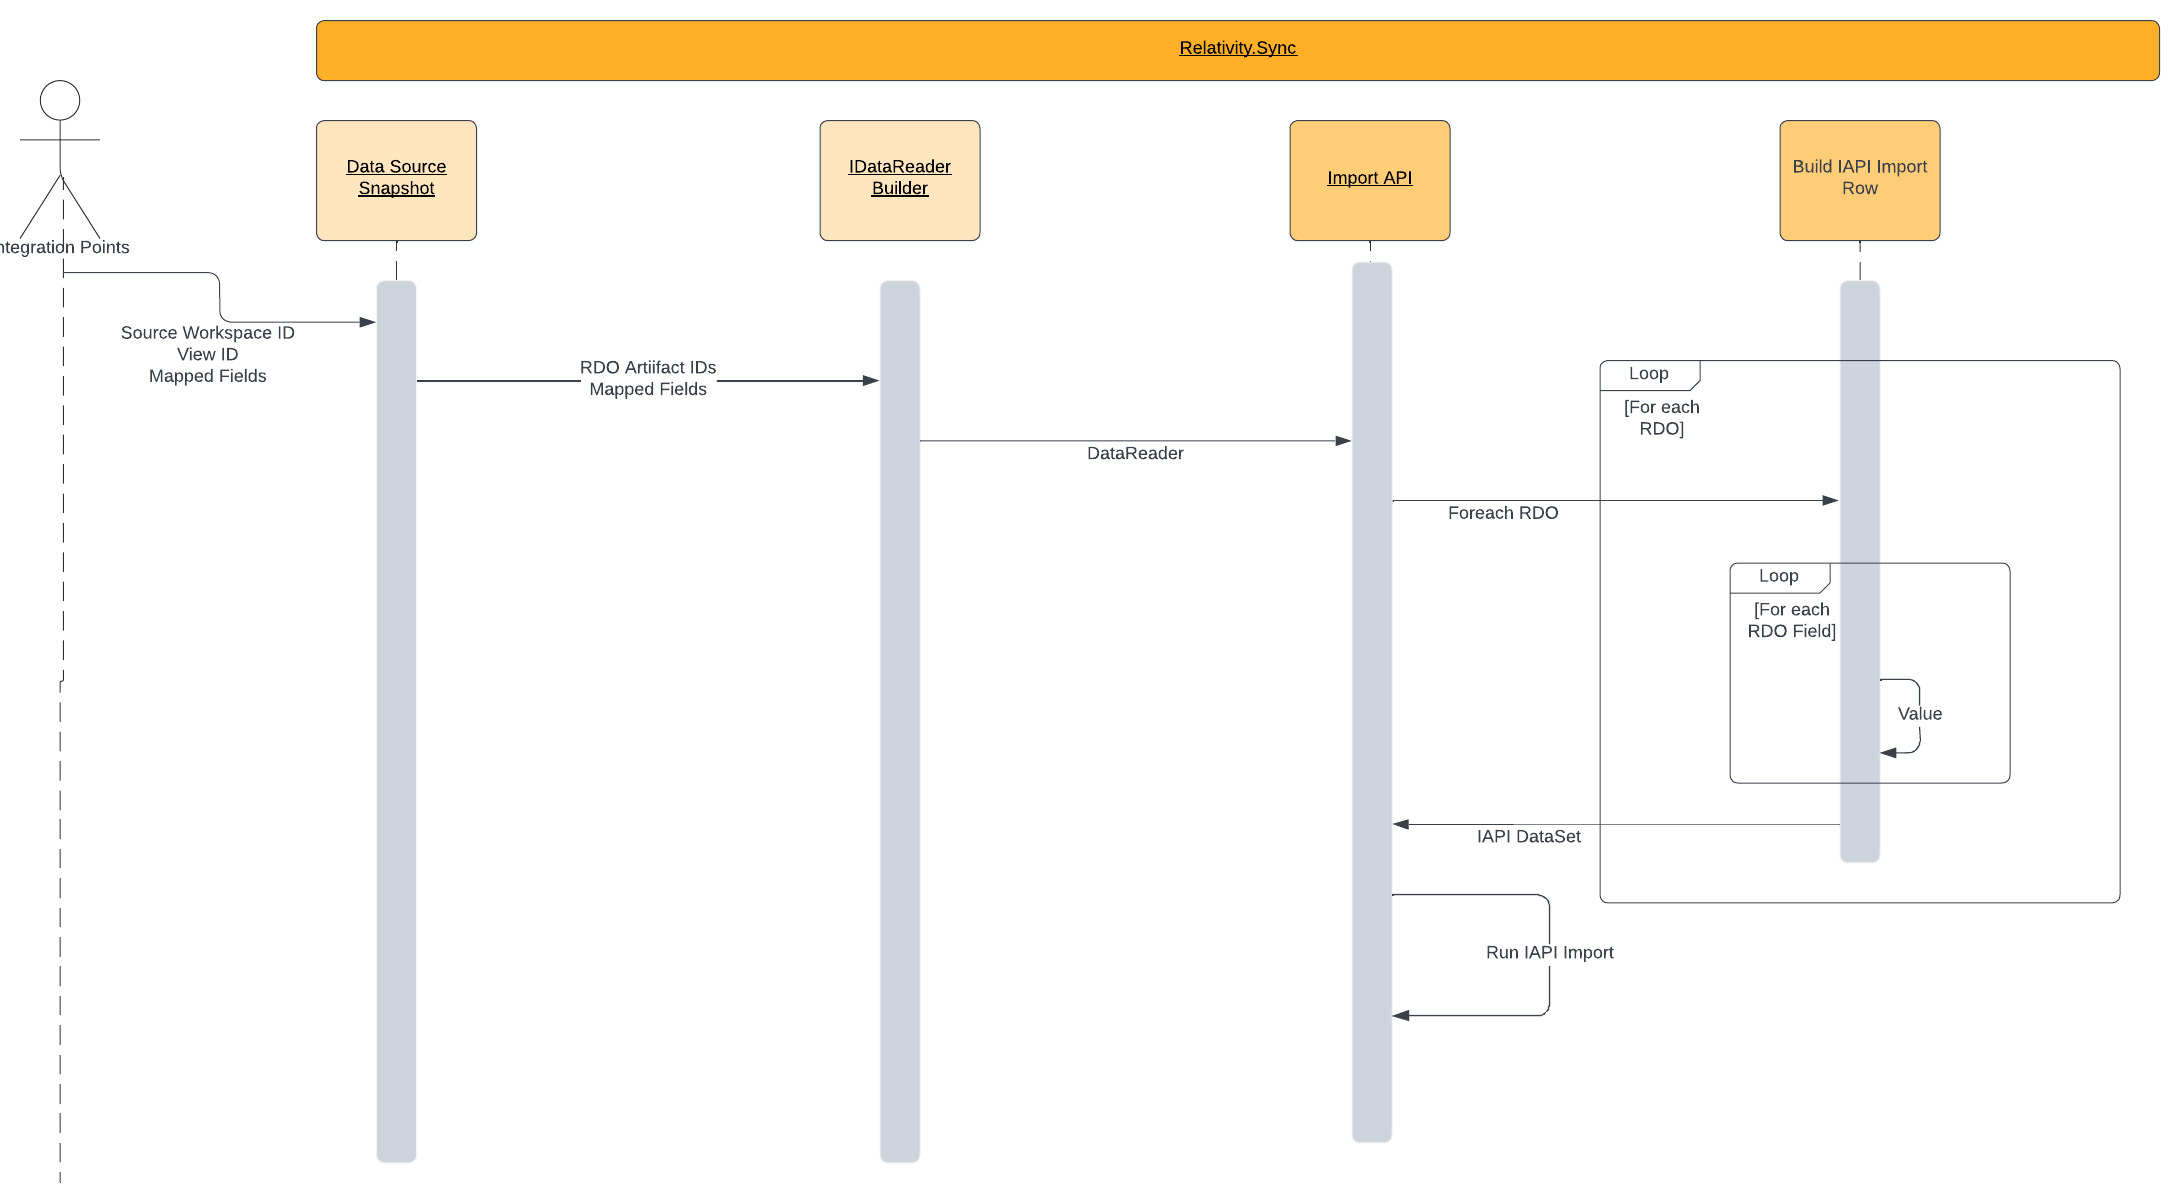 Relativity.Sync
Data Source
Snapshot
IDataReader
Builder
Import API
Build IAPI Import
Row
ntegration Points
Source Workspace ID
View ID
Mapped Fields
RDO Artiifact IDs
Mapped Fields
DataReader
Loop
[For each
RDO]
Foreach RDO
Loop
[For each
RDO Field]
Value
IAPI DataSet
Run IAPI Import